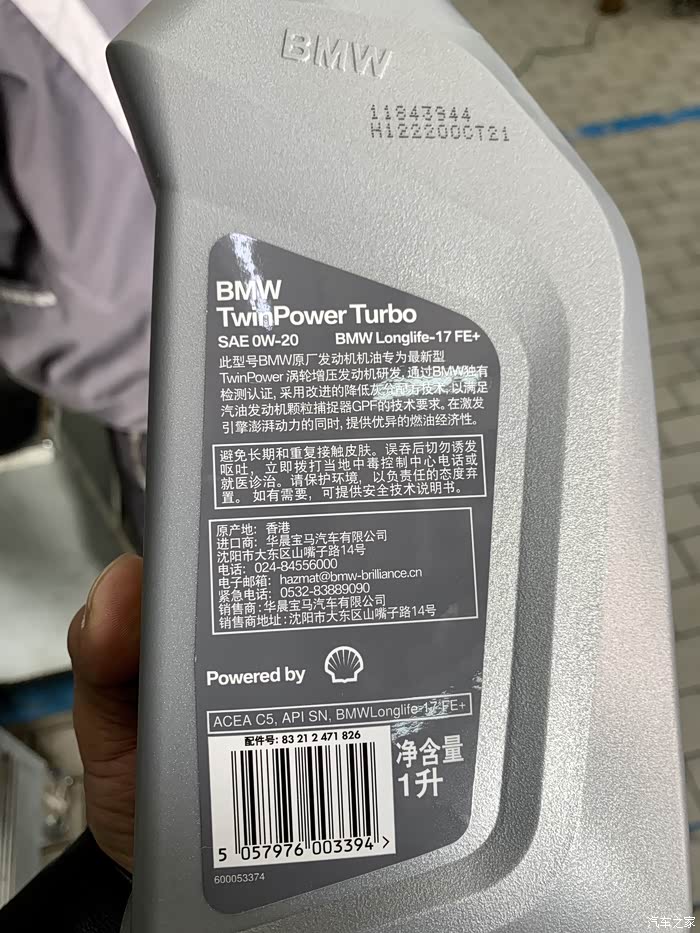 BMW
11843944
H122200CT21
BMW
TwinPower Turbo
SAE 0W-20 BMW Longlife-17 FE+
此型号BMW原厂发动机机油专为最新型
TwinPower 涡轮增压发动机研发, 通过BMW独有
检测认证, 采用改进的降低灰分配方技术, 以满足
汽油发动机颗粒捕捉器GPF的技术要求。在激发
引擎澎湃动力的同时, 提供优异的燃油经济性。
避免长期和重复接触皮肤。误吞后切勿诱发
呕吐, 立即拨打当地中毒控制中心电话或
就医诊治。请保护环境, 以负责任的态度弃
置。如有需要, 可提供安全技术说明书。
原产地: 香港
进口商: 华晨宝马汽车有限公司
沈阳市大东区山嘴子路14号
电话: 024-84556000
电子邮箱: hazmat@bmw-brilliance.cn
紧急电话: 0532-83889090
销售商: 华晨宝马汽车有限公司
销售商地址: 沈阳市大东区山嘴子路14号
Powered by
ACEA C5, API SN, BMWLonglife-17 FE+
配件号: 83 21 2 471 826
净含量
1升
5 057976 003394 >
600053374
汽车之家